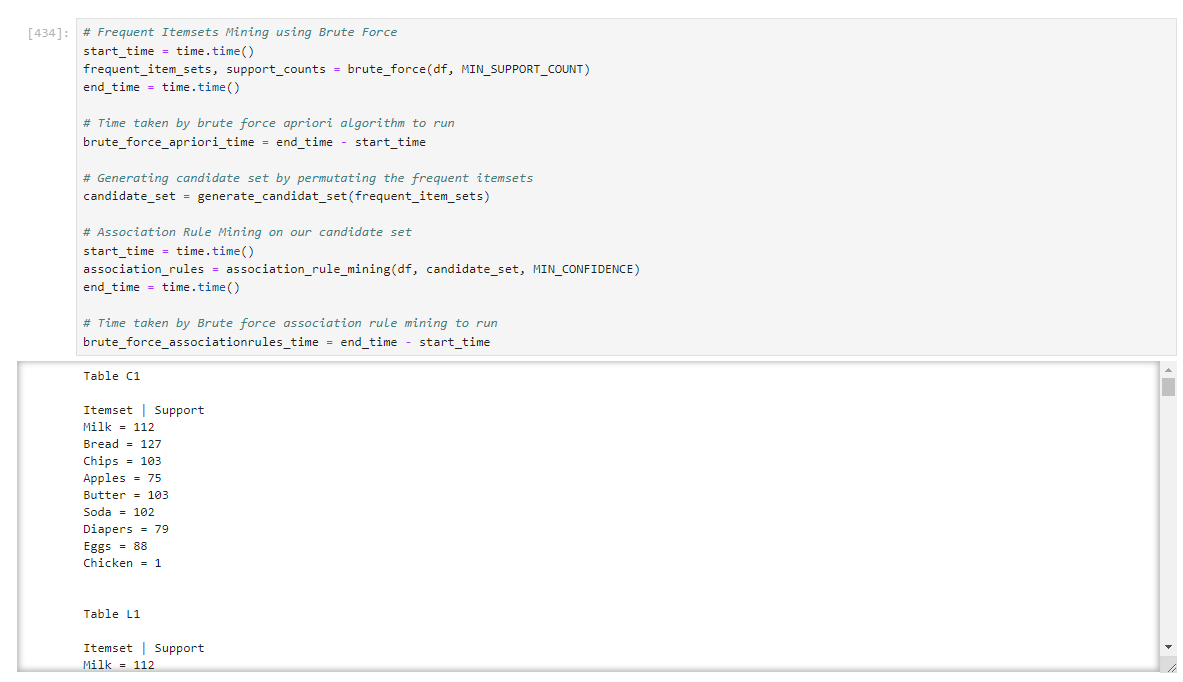 [434]:
# Frequent Itemsets Mining using Brute Force
start_time = time.time()
frequent_item_sets, support_counts = brute_force(df, MIN_SUPPORT_COUNT)
end_time = time.time()
# Time taken by brute force apriori algorithm to run
brute_force_apriori_time = end_time - start_time
# Generating candidate set by permutating the frequent itemsets
candidate_set = generate_candidat_set(frequent_item_sets)
# Association Rule Mining on our candidate set
start_time = time.time()
association_rules = association_rule_mining(df, candidate_set, MIN_CONFIDENCE)
end_time = time.time()
# Time taken by Brute force association rule mining to run
brute_force_associationrules_time = end_time - start_time
Table C1
Itemset | Support
Milk = 112
Bread = 127
Chips = 103
Apples = 75
Butter = 103
Soda = 102
Diapers = 79
Eggs = 88
Chicken = 1
Table L1
Itemset | Support
Milk = 112